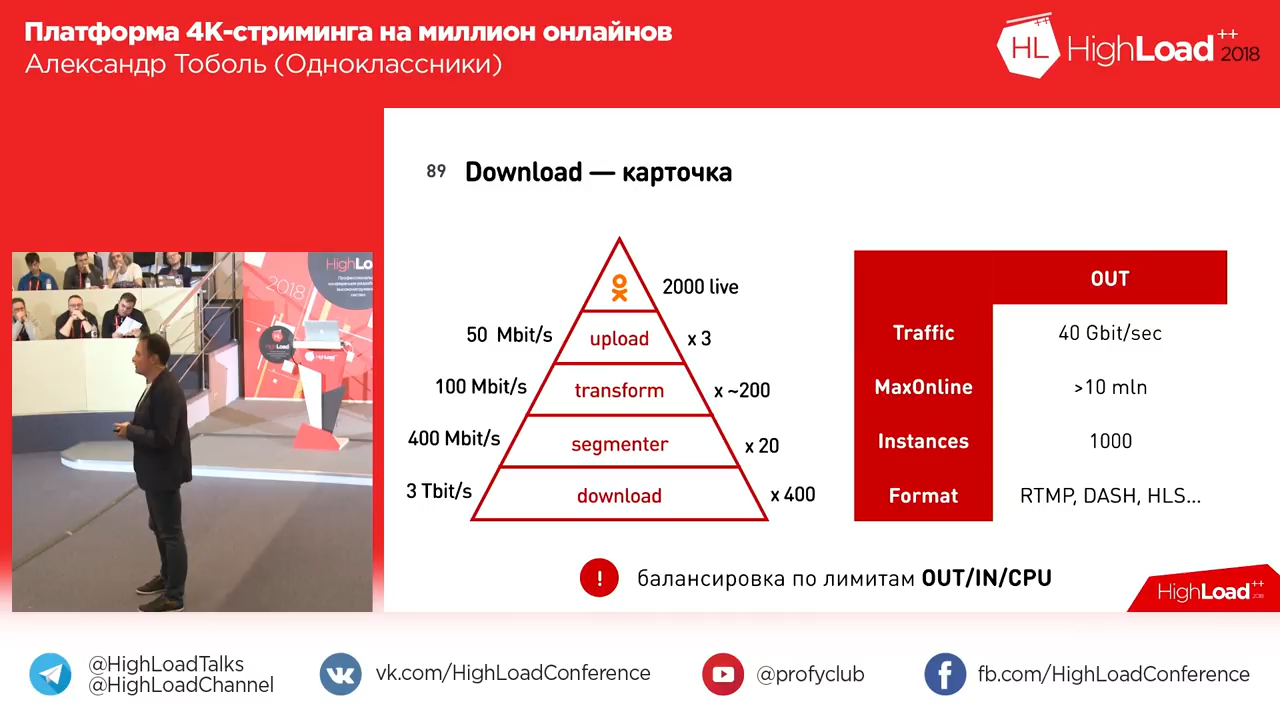 Платформа 4К-стриминга на миллион онлайнов
Александр Тоболь (Одноклассники)
HL HighLoad++ 2018
89 Download — карточка
2000 live
50 Mbit/s upload x 3
100 Mbit/s transform x ~200
400 Mbit/s segmenter x 20
3 Tbit/s download x 400
OUT
Traffic 40 Gbit/sec
MaxOnline >10 mln
Instances 1000
Format RTMP, DASH, HLS...
! балансировка по лимитам OUT/IN/CPU
HighLoad++
2018
HighLo
@HighLoadTalks
@HighLoadChannel
vk.com/HighLoadConference
@profyclub
fb.com/HighLoadConference